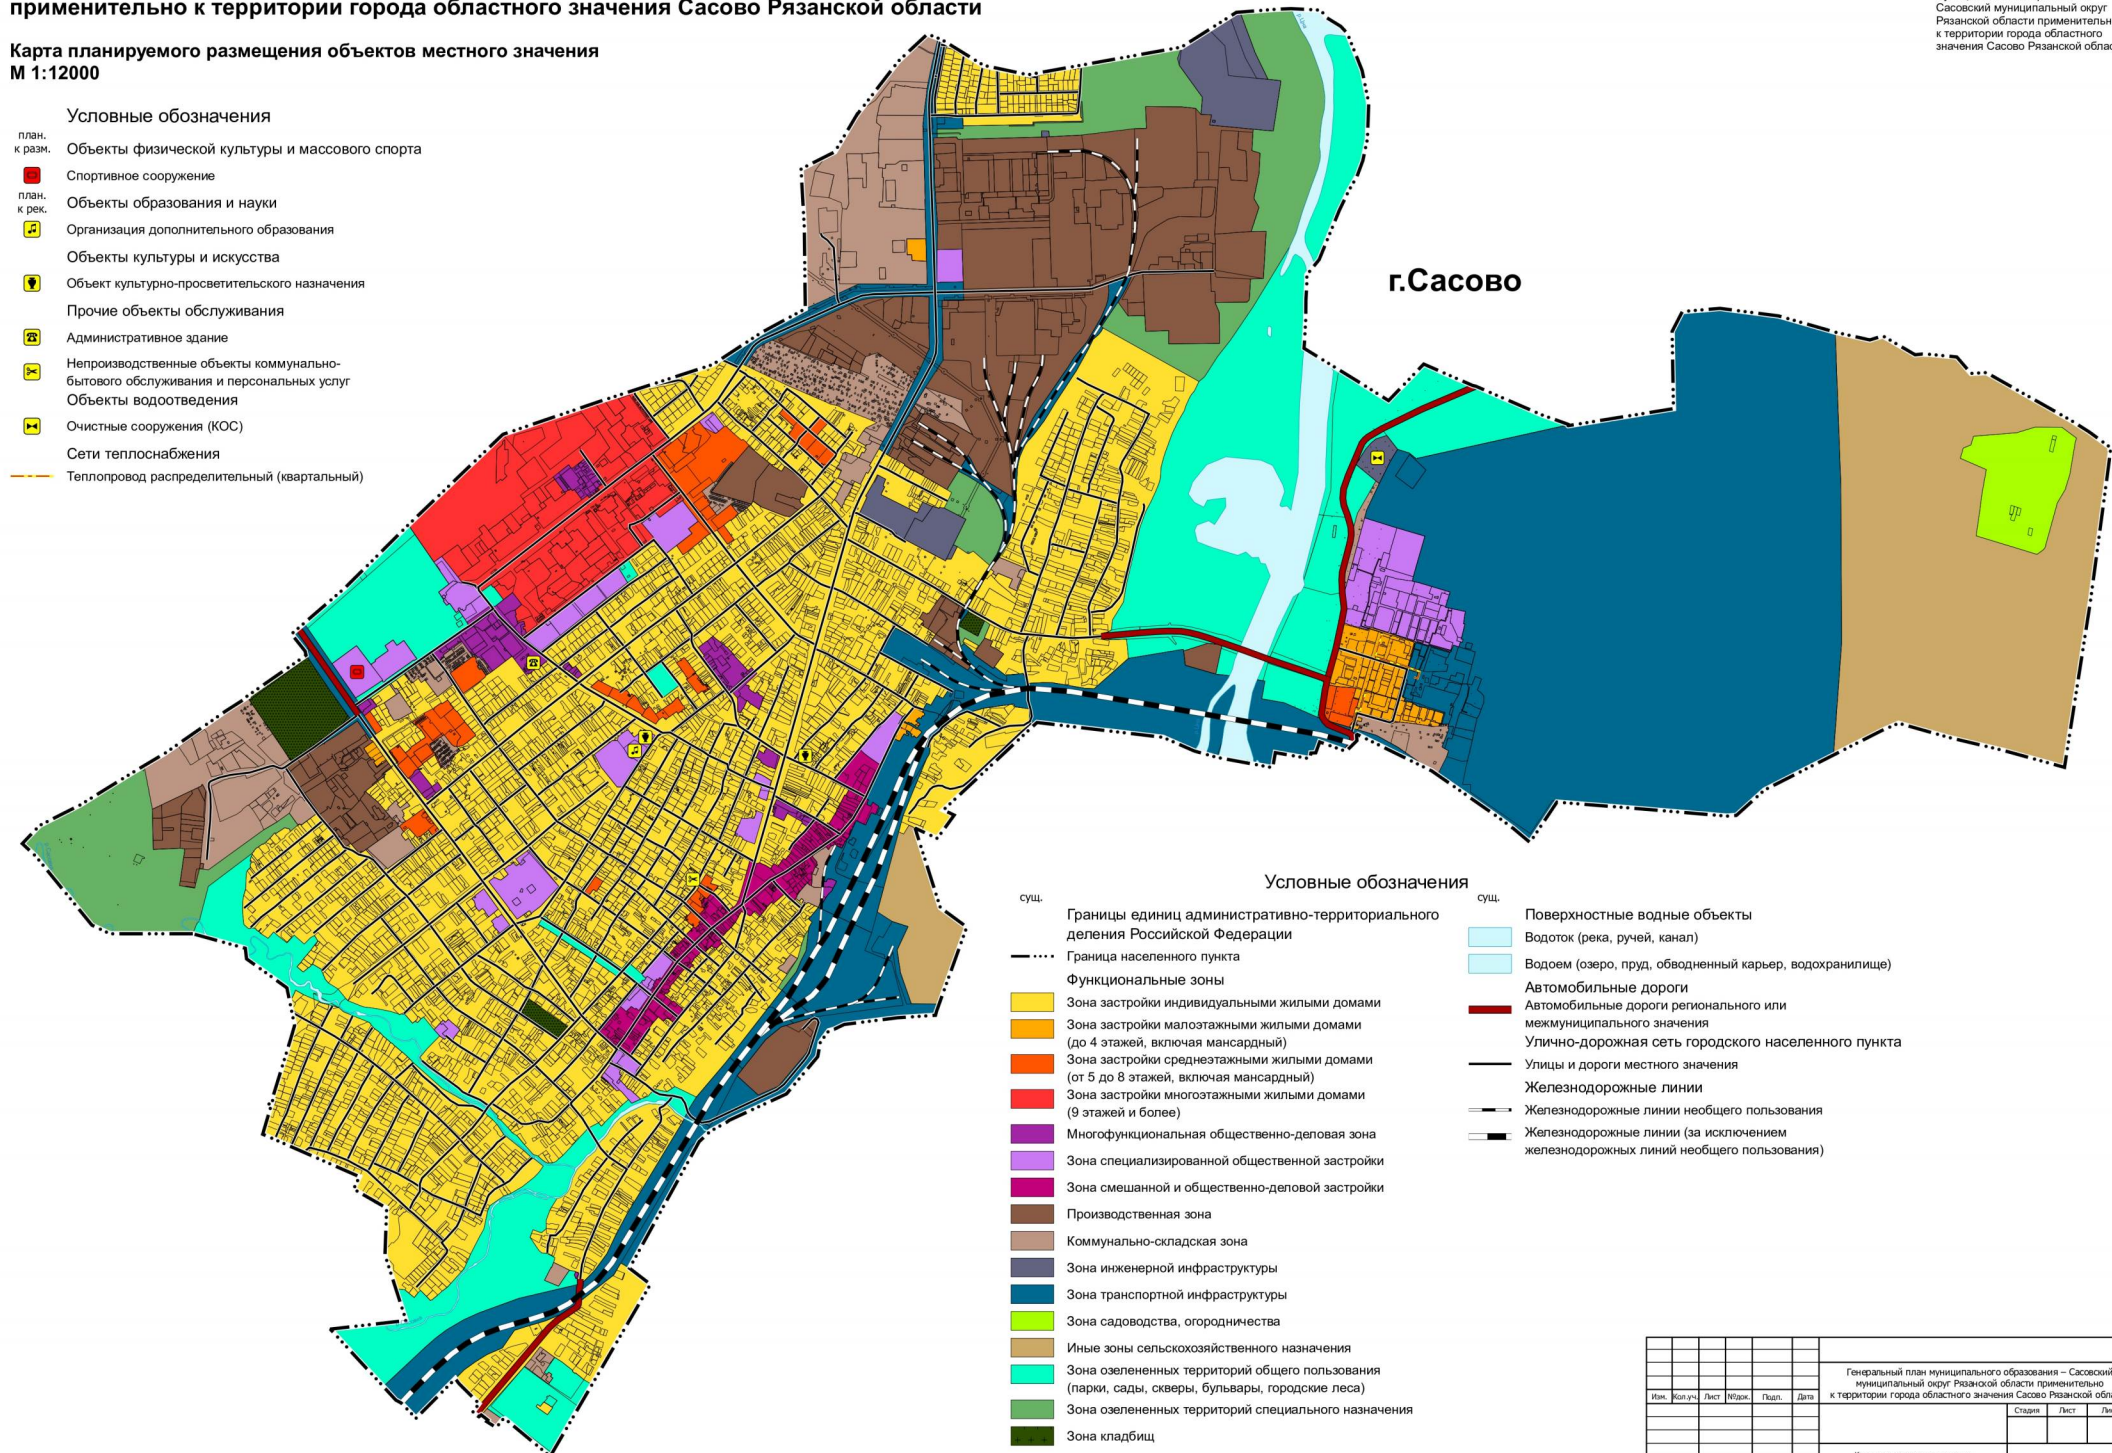 применительно к территории города областного значения Сасово Рязанской области
Сасовский муниципальный округ
Рязанской области применительн
к территории города областного
значения Сасово Рязанской облас
Карта планируемого размещения объектов местного значения
М 1:12000
Условные обозначения
план.
к разм.
Объекты физической культуры и массового спорта
Спортивное сооружение
план.
к рек.
Объекты образования и науки
Организация дополнительного образования
Объекты культуры и искусства
Объект культурно-просветительского назначения
Прочие объекты обслуживания
Административное здание
Непроизводственные объекты коммунально-
бытового обслуживания и персональных услуг
Объекты водоотведения
Очистные сооружения (КОС)
Сети теплоснабжения
Теплопровод распределительный (квартальный)
г.Сасово
Условные обозначения
сущ.
Границы единиц административно-территориального
деления Российской Федерации
Граница населенного пункта
Функциональные зоны
Зона застройки индивидуальными жилыми домами
Зона застройки малоэтажными жилыми домами
(до 4 этажей, включая мансардный)
Зона застройки среднеэтажными жилыми домами
(от 5 до 8 этажей, включая мансардный)
Зона застройки многоэтажными жилыми домами
(9 этажей и более)
Многофункциональная общественно-деловая зона
Зона специализированной общественной застройки
Зона смешанной и общественно-деловой застройки
Производственная зона
Коммунально-складская зона
Зона инженерной инфраструктуры
Зона транспортной инфраструктуры
Зона садоводства, огородничества
Иные зоны сельскохозяйственного назначения
Зона озелененных территорий общего пользования
(парки, сады, скверы, бульвары, городские леса)
Зона озелененных территорий специального назначения
Зона кладбищ
сущ.
Поверхностные водные объекты
Водоток (река, ручей, канал)
Водоем (озеро, пруд, обводненный карьер, водохранилище)
Автомобильные дороги
Автомобильные дороги регионального или
межмуниципального значения
Улично-дорожная сеть городского населенного пункта
Улицы и дороги местного значения
Железнодорожные линии
Железнодорожные линии необщего пользования
Железнодорожные линии (за исключением
железнодорожных линий необщего пользования)
Генеральный план муниципального образования – Сасовский
муниципальный округ Рязанской области применительно
к территории города областного значения Сасово Рязанской обла
Изм. Кол.уч. Лист №док. Подп. Дата
Стадия Лист Ли